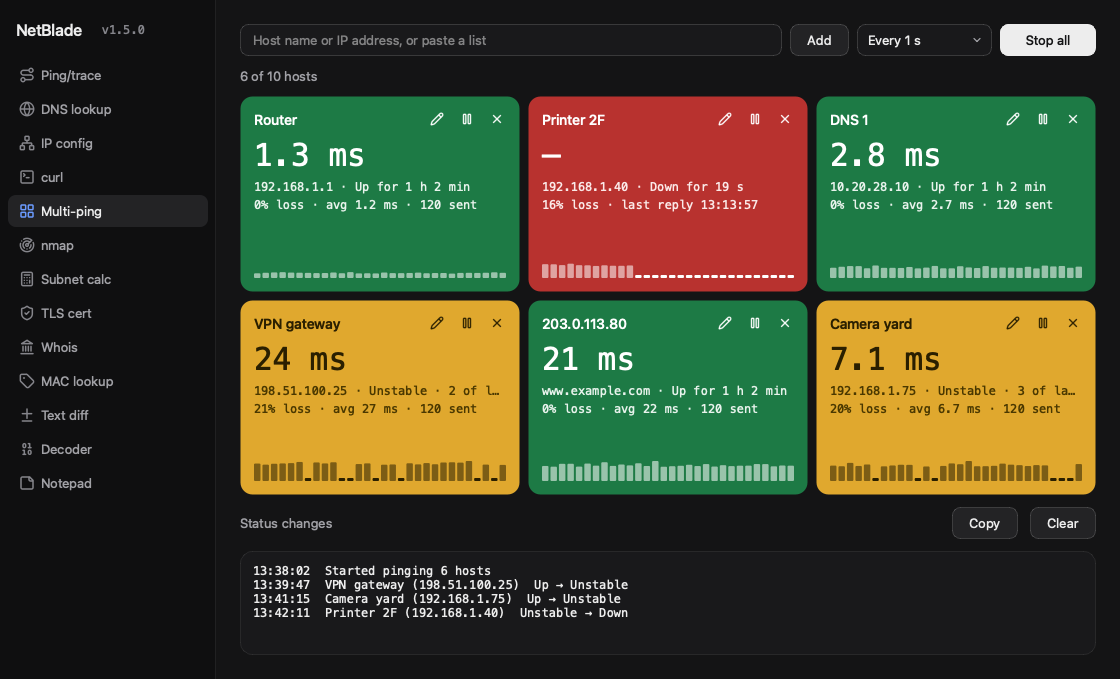 NetBlade v1.5.0
Ping/trace
DNS lookup
IP config
curl
Multi-ping
nmap
Subnet calc
TLS cert
Whois
MAC lookup
Text diff
Decoder
Notepad
Host name or IP address, or paste a list
Add
Every 1 s
Stop all
6 of 10 hosts
Router
1.3 ms
192.168.1.1 · Up for 1 h 2 min
0% loss · avg 1.2 ms · 120 sent
Printer 2F
—
192.168.1.40 · Down for 19 s
16% loss · last reply 13:13:57
DNS 1
2.8 ms
10.20.28.10 · Up for 1 h 2 min
0% loss · avg 2.7 ms · 120 sent
VPN gateway
24 ms
198.51.100.25 · Unstable · 2 of l…
21% loss · avg 27 ms · 120 sent
203.0.113.80
21 ms
www.example.com · Up for 1 h 2 min
0% loss · avg 22 ms · 120 sent
Camera yard
7.1 ms
192.168.1.75 · Unstable · 3 of la…
20% loss · avg 6.7 ms · 120 sent
Status changes
Copy
Clear
13:38:02 Started pinging 6 hosts
13:39:47 VPN gateway (198.51.100.25) Up → Unstable
13:41:15 Camera yard (192.168.1.75) Up → Unstable
13:42:11 Printer 2F (192.168.1.40) Unstable → Down